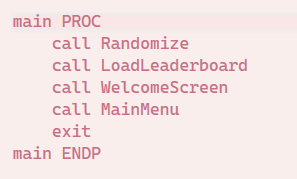 main PROC
    call Randomize
    call LoadLeaderboard
    call WelcomeScreen
    call MainMenu
    exit
main ENDP